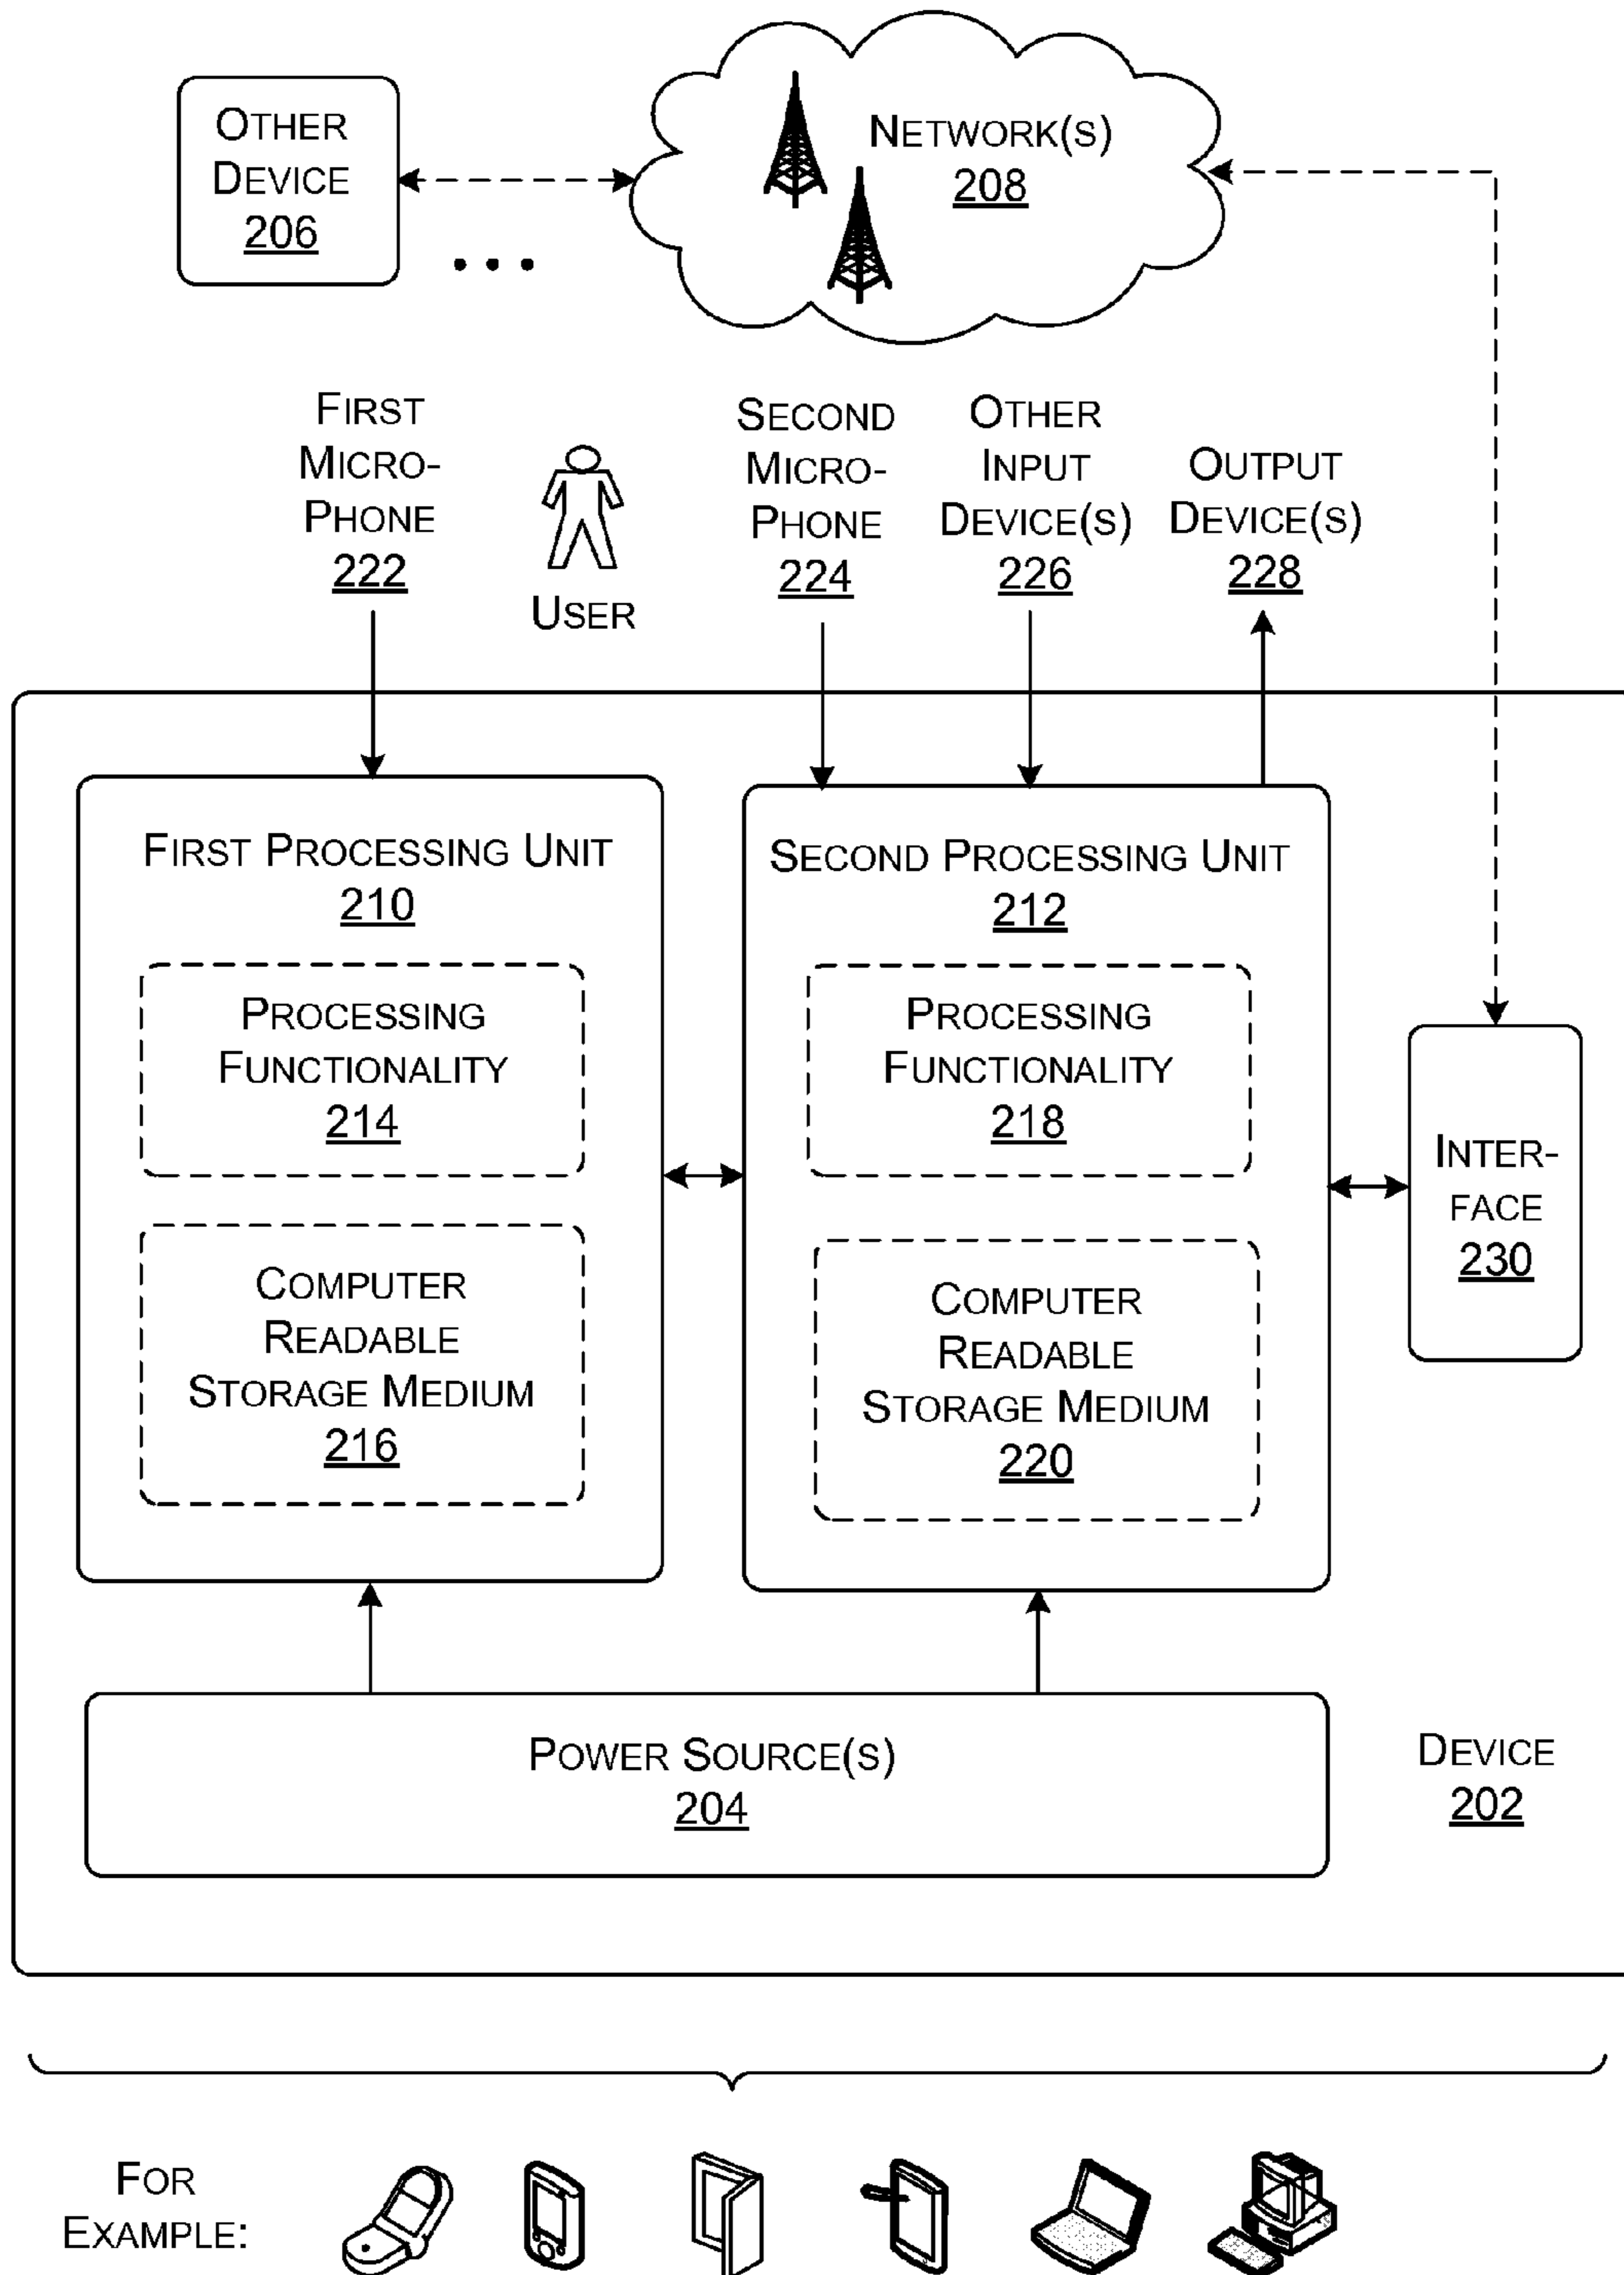 OTHER
DEVICE
206
...
NETWORK(S)
208
FIRST
MICRO-
PHONE
222
USER
SECOND
MICRO-
PHONE
224
OTHER
INPUT
DEVICE(S)
226
OUTPUT
DEVICE(S)
228
FIRST PROCESSING UNIT
210
PROCESSING
FUNCTIONALITY
214
COMPUTER
READABLE
STORAGE MEDIUM
216
SECOND PROCESSING UNIT
212
PROCESSING
FUNCTIONALITY
218
COMPUTER
READABLE
STORAGE MEDIUM
220
INTER-
FACE
230
POWER SOURCE(S)
204
DEVICE
202
FOR
EXAMPLE: